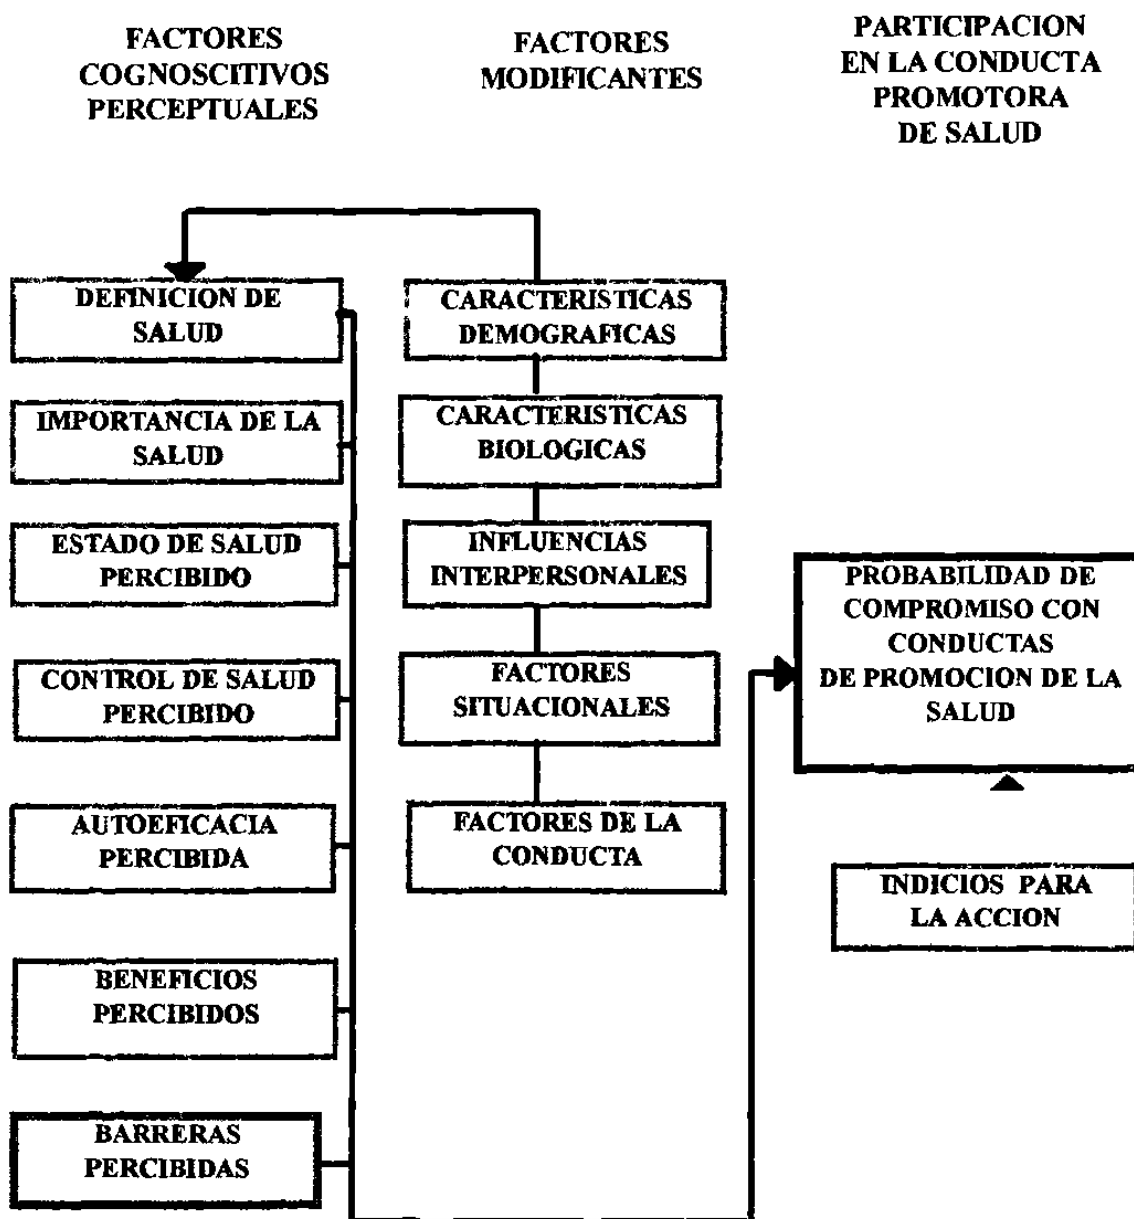 FACTORES
COGNOSCITIVOS
PERCEPTUALES
FACTORES
MODIFICANTES
PARTICIPACION
EN LA CONDUCTA
PROMOTORA
DE SALUD
DEFINICION DE
SALUD
IMPORTANCIA DE LA
SALUD
ESTADO DE SALUD
PERCIBIDO
CONTROL DE SALUD
PERCIBIDO
AUTOEFICACIA
PERCIBIDA
BENEFICIOS
PERCIBIDOS
BARRERAS
PERCIBIDAS
CARACTERISTICAS
DEMOGRAFICAS
CARACTERISTICAS
BIOLOGICAS
INFLUENCIAS
INTERPERSONALES
FACTORES
SITUACIONALES
FACTORES DE LA
CONDUCTA
PROBABILIDAD DE
COMPROMISO CON
CONDUCTAS
DE PROMOCION DE LA
SALUD
INDICIOS PARA
LA ACCION